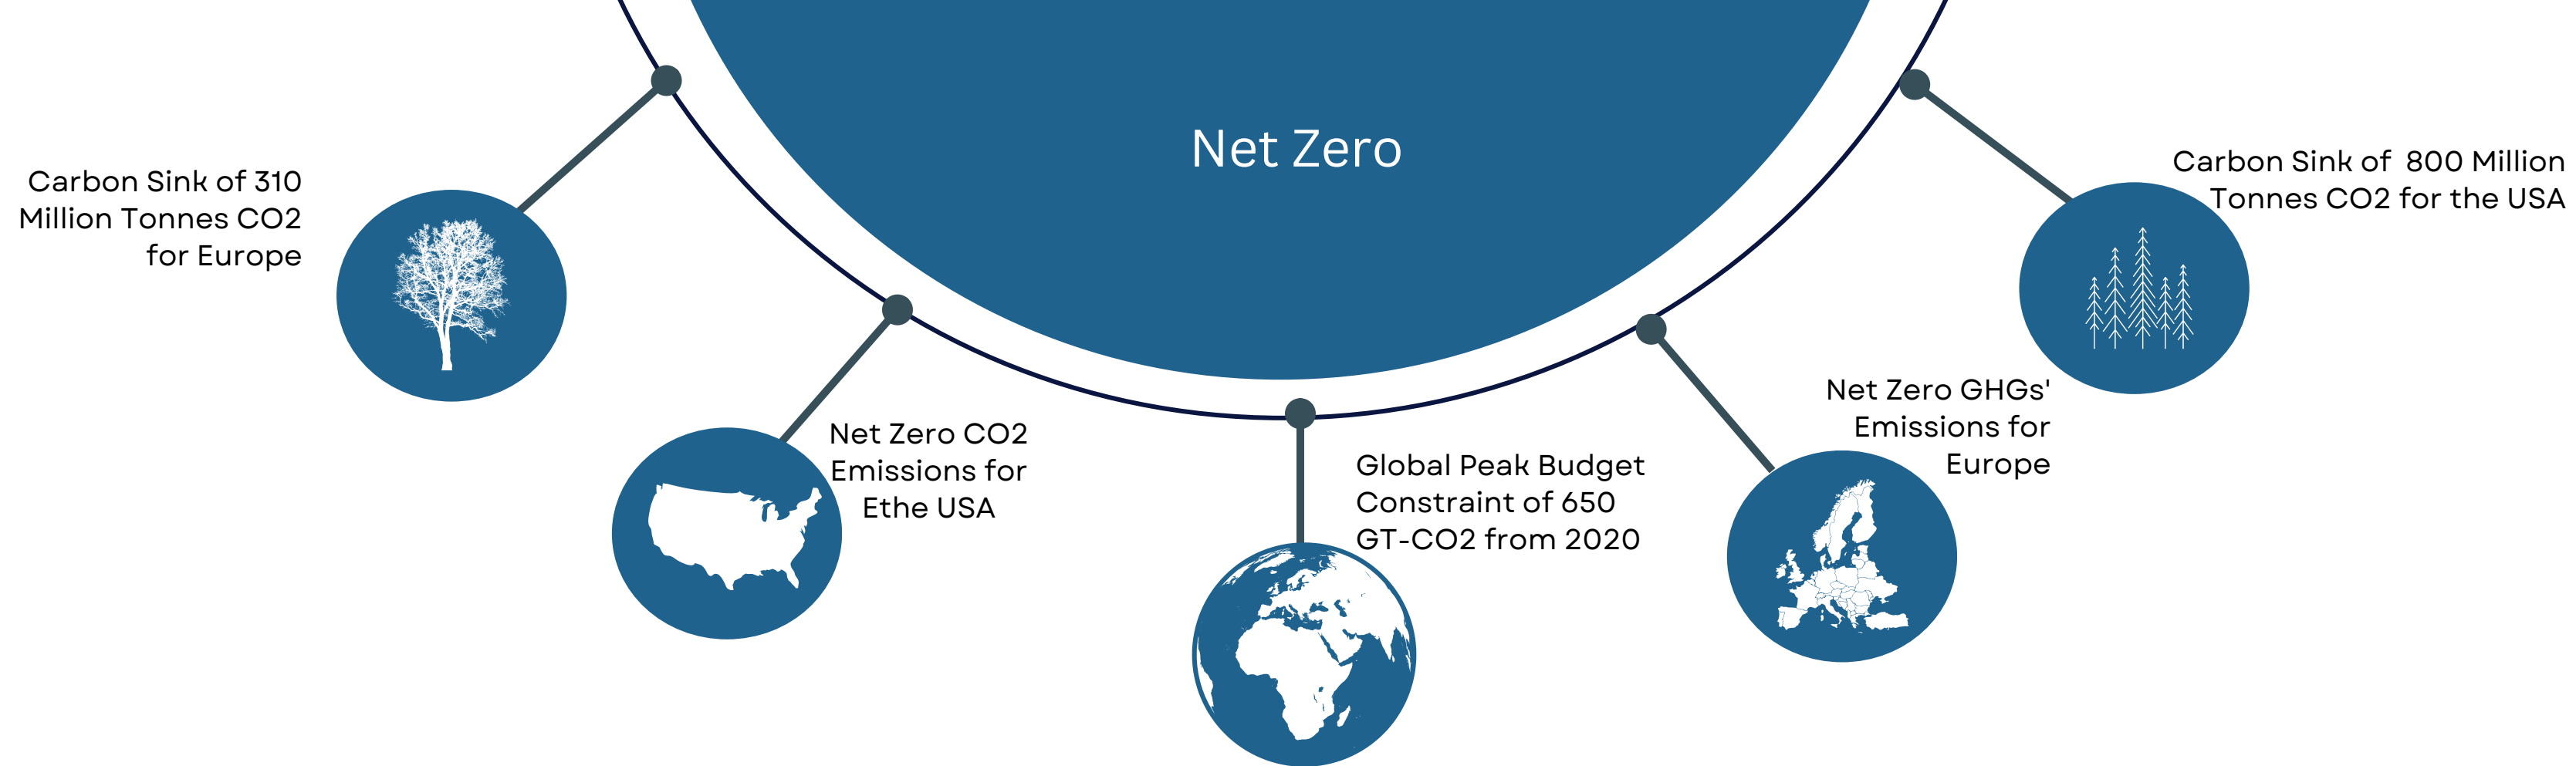 Net Zero
Carbon Sink of 310
Million Tonnes CO2
for Europe
Net Zero CO2
Emissions for
Ethe USA
Global Peak Budget
Constraint of 650
GT-CO2 from 2020
Net Zero GHGs'
Emissions for
Europe
Carbon Sink of  800 Million
Tonnes CO2 for the USA